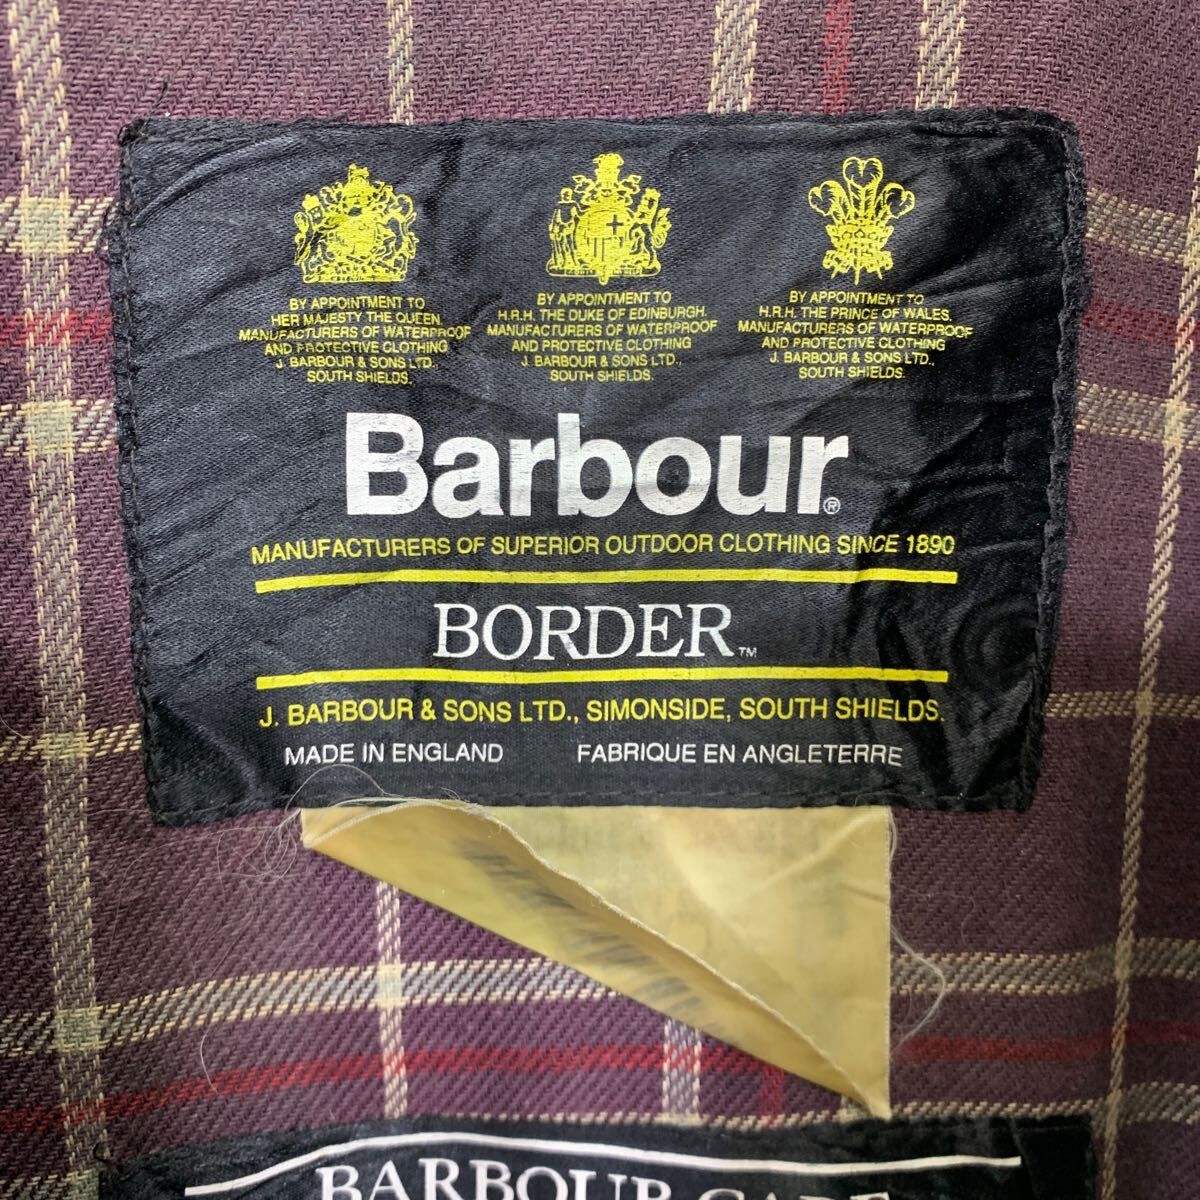 BY APPOINTMENT TO
HER MAJESTY THE QUEEN
MANUFACTURERS OF WATERPROOF
AND PROTECTIVE CLOTHING
J. BARBOUR & SONS LTD.,
SOUTH SHIELDS.
BY APPOINTMENT TO
H.R.H. THE DUKE OF EDINBURGH.
MANUFACTURERS OF WATERPROOF
AND PROTECTIVE CLOTHING
J. BARBOUR & SONS LTD.,
SOUTH SHIELDS.
BY APPOINTMENT TO
H.R.H. THE PRINCE OF WALES.
MANUFACTURERS OF WATERPROOF
AND PROTECTIVE CLOTHING
J. BARBOUR & SONS LTD.,
SOUTH SHIELDS.
Barbour®
MANUFACTURERS OF SUPERIOR OUTDOOR CLOTHING SINCE 1890
BORDER™
J. BARBOUR & SONS LTD., SIMONSIDE, SOUTH SHIELDS.
MADE IN ENGLAND FABRIQUE EN ANGLETERRE
BARBOUR CARE